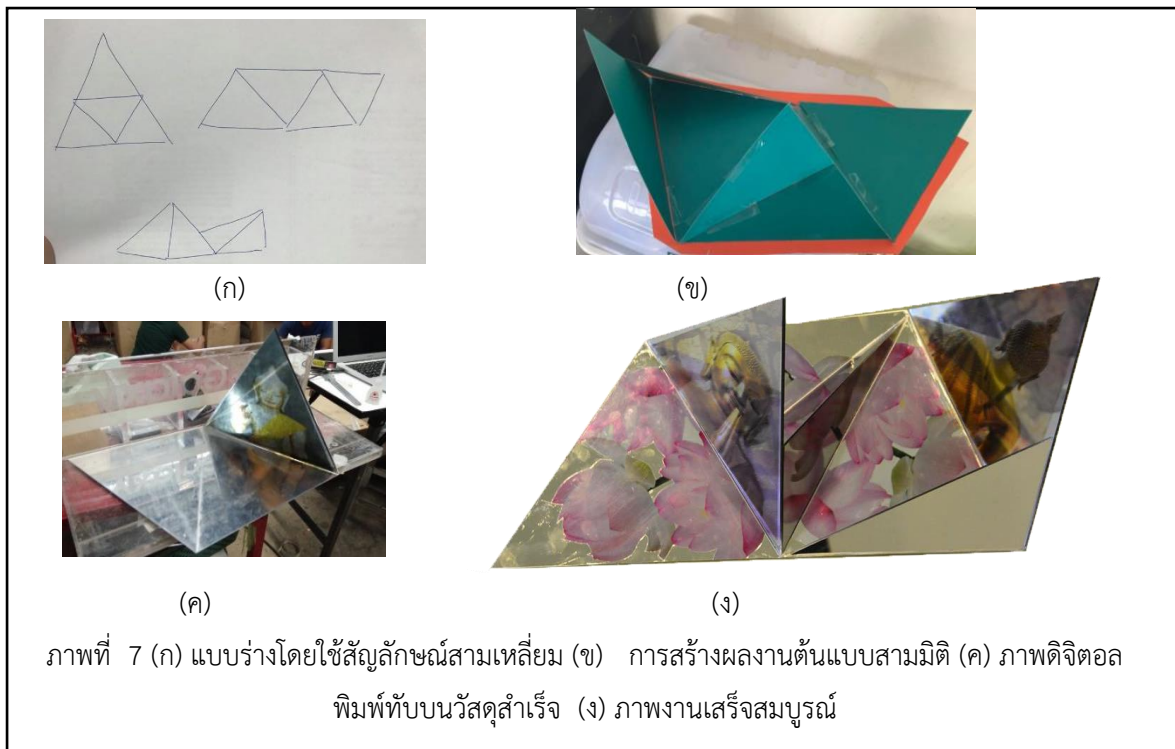 (ก)
(ข)
(ค)
(ง)
ภาพที่ 7 (ก) แบบร่างโดยใช้สัญลักษณ์สามเหลี่ยม (ข) การสร้างผลงานต้นแบบสามมิติ (ค) ภาพดิจิตอล
พิมพ์ทับบนวัสดุสำเร็จ (ง) ภาพงานเสร็จสมบูรณ์